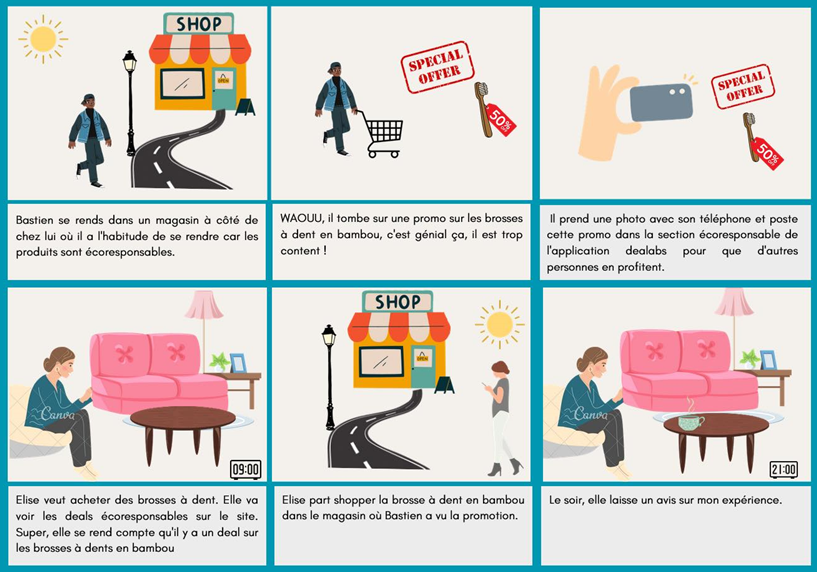 SHOP
OPEN
SPECIAL
OFFER
50%
SPECIAL
OFFER
50%
Bastien se rends dans un magasin à côté de
chez lui où il a l'habitude de se rendre car les
produits sont écoresponsables.
WAOUU, il tombe sur une promo sur les brosses
à dent en bambou, c'est génial ça, il est trop
content !
Il prend une photo avec son téléphone et poste
cette promo dans la section écoresponsable de
l'application dealabs pour que d'autres
personnes en profitent.
Canva
09:00
SHOP
OPEN
Canva
21:00
Elise veut acheter des brosses à dent. Elle va
voir les deals écoresponsables sur le site.
Super, elle se rend compte qu'il y a un deal sur
les brosses à dents en bambou
Elise part shopper la brosse à dent en bambou
dans le magasin où Bastien a vu la promotion.
Le soir, elle laisse un avis sur mon expérience.